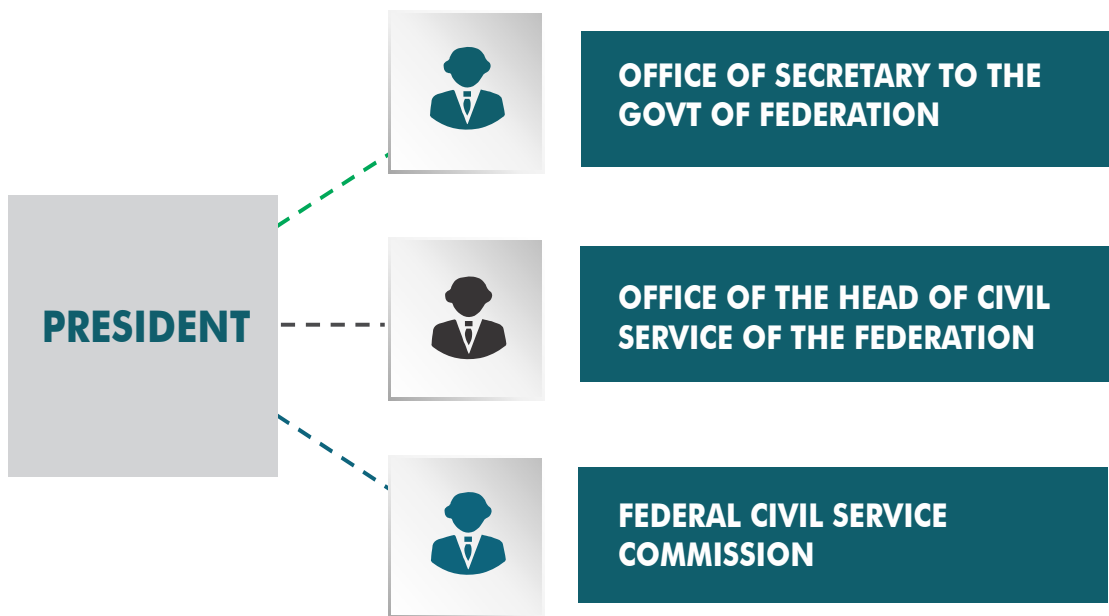 OFFICE OF SECRETARY TO THE
GOVT OF FEDERATION
PRESIDENT
OFFICE OF THE HEAD OF CIVIL
SERVICE OF THE FEDERATION
FEDERAL CIVIL SERVICE
COMMISSION